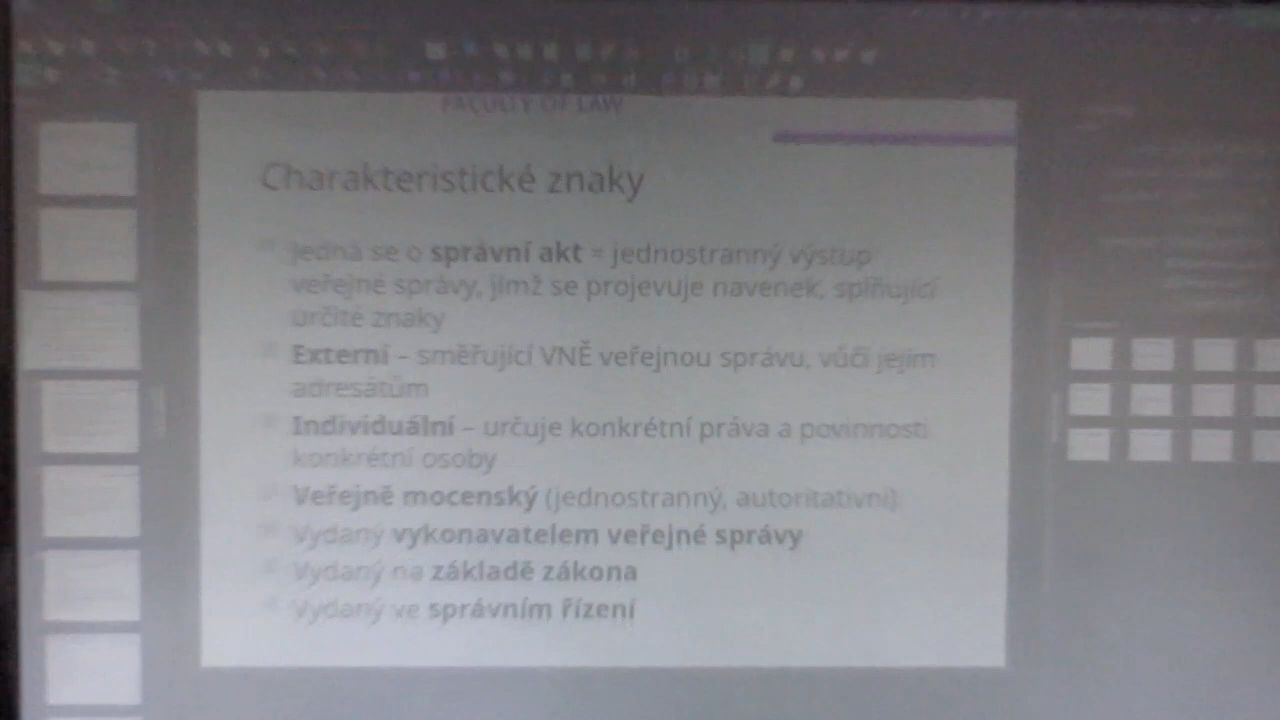 FACULTY OF LAW
Charakteristické znaky
Jedná se o správní akt = jednostranný výstup
veřejné správy, jímž se projevuje navenek, splňující
určité znaky
Externí – směřující VNĚ veřejnou správu, vůči jejím
adresátům
Individuální – určuje konkrétní práva a povinnosti
konkrétní osoby
Veřejně mocenský (jednostranný, autoritativní)
Vydaný vykonavatelem veřejné správy
Vydaný na základě zákona
Vydaný ve správním řízení